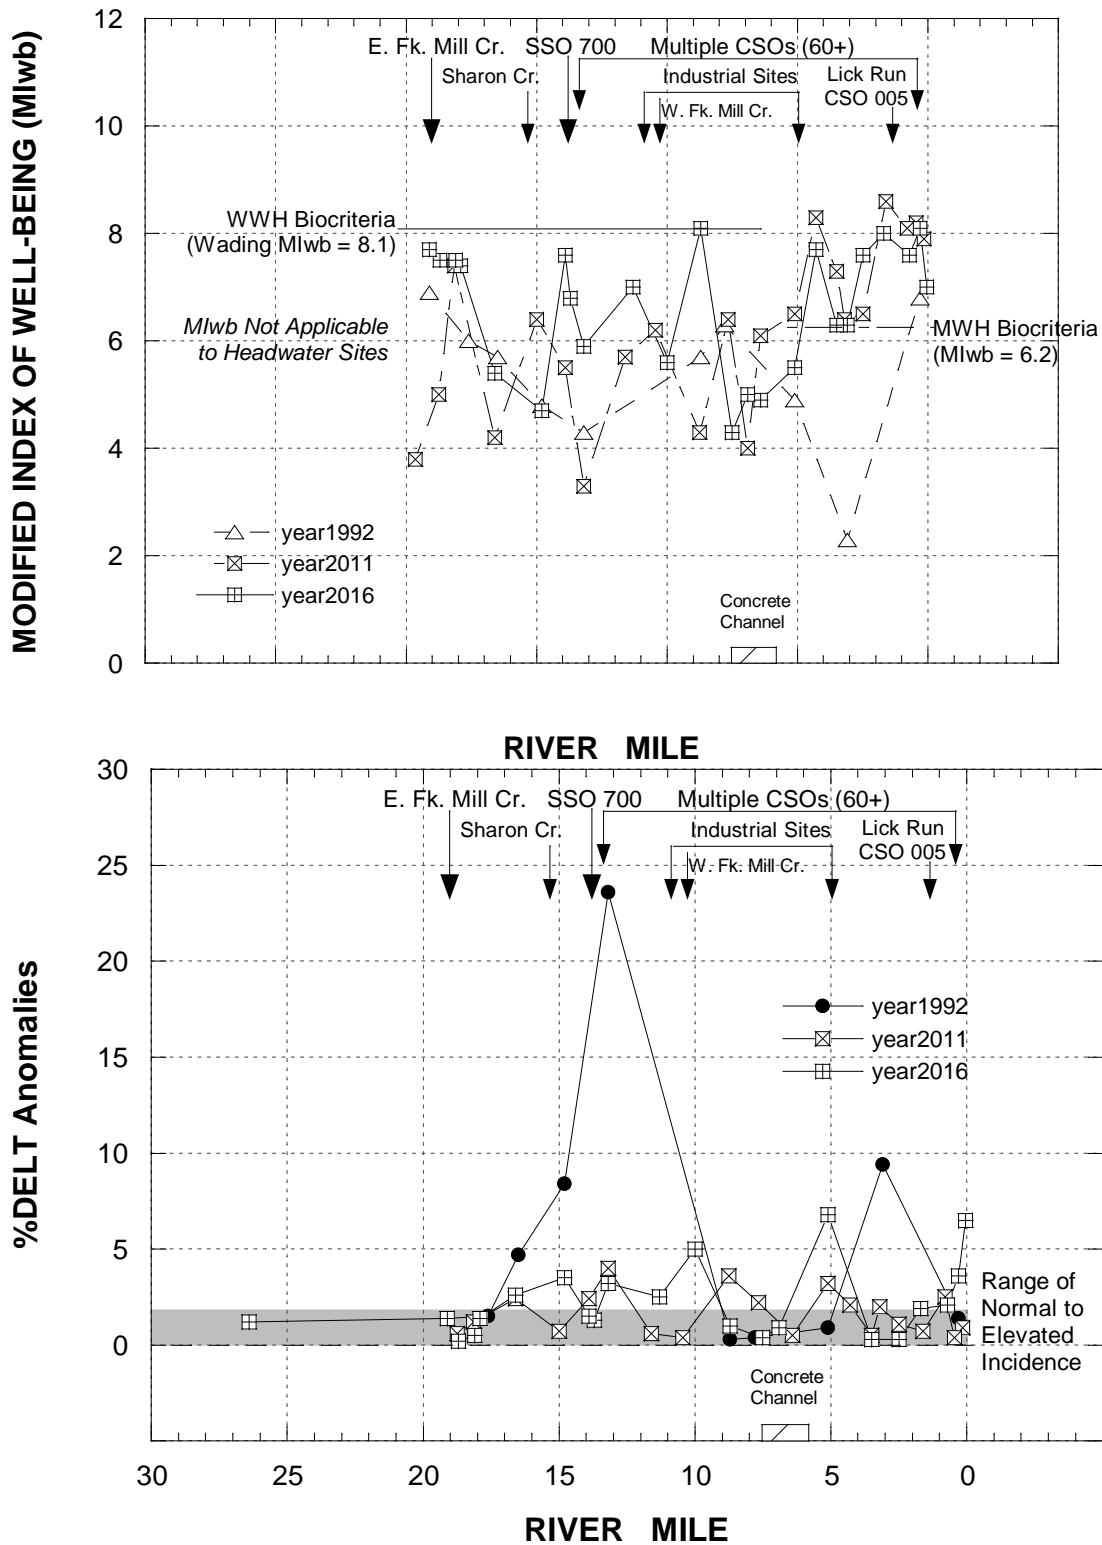 12
10
8
6
4
2
0
MODIFIED INDEX OF WELL-BEING (MIwb)
E. Fk. Mill Cr. SSO 700 Multiple CSOs (60+)
Sharon Cr. Industrial Sites Lick Run
W. Fk. Mill Cr. CSO 005
WWH Biocriteria
(Wading MIwb = 8.1)
MIwb Not Applicable
to Headwater Sites
MWH Biocriteria
(MIwb = 6.2)
year1992
year2011
year2016
Concrete
Channel
RIVER MILE
30
25
20
15
10
5
0
%DELT Anomalies
E. Fk. Mill Cr. SSO 700 Multiple CSOs (60+)
Sharon Cr. Industrial Sites Lick Run
W. Fk. Mill Cr. CSO 005
year1992
year2011
year2016
Range of
Normal to
Elevated
Incidence
Concrete
Channel
30 25 20 15 10 5 0
RIVER MILE